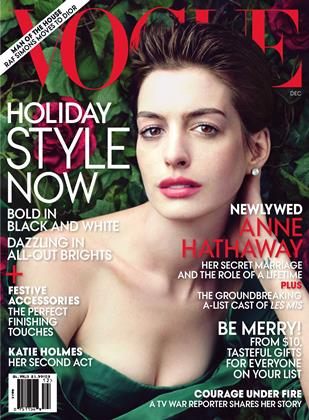 MAN OF THE HOUSE
RAF SIMONS MOVES TO DIOR
VOGUE
DEC
HOLIDAY
STYLE
NOW
BOLD IN
BLACK AND WHITE
DAZZLING IN
ALL-OUT BRIGHTS
+
FESTIVE
ACCESSORIES
THE PERFECT
FINISHING
TOUCHES
KATIE HOLMES
HER SECOND ACT
NEWLYWED
ANNE
HATHAWAY
HER SECRET MARRIAGE
AND THE ROLE OF A LIFETIME
PLUS
THE GROUNDBREAKING
A-LIST CAST OF LES MIS
BE MERRY!
FROM $10,
TASTEFUL GIFTS
FOR EVERYONE
ON YOUR LIST
COURAGE UNDER FIRE
A TV WAR REPORTER SHARES HER STORY